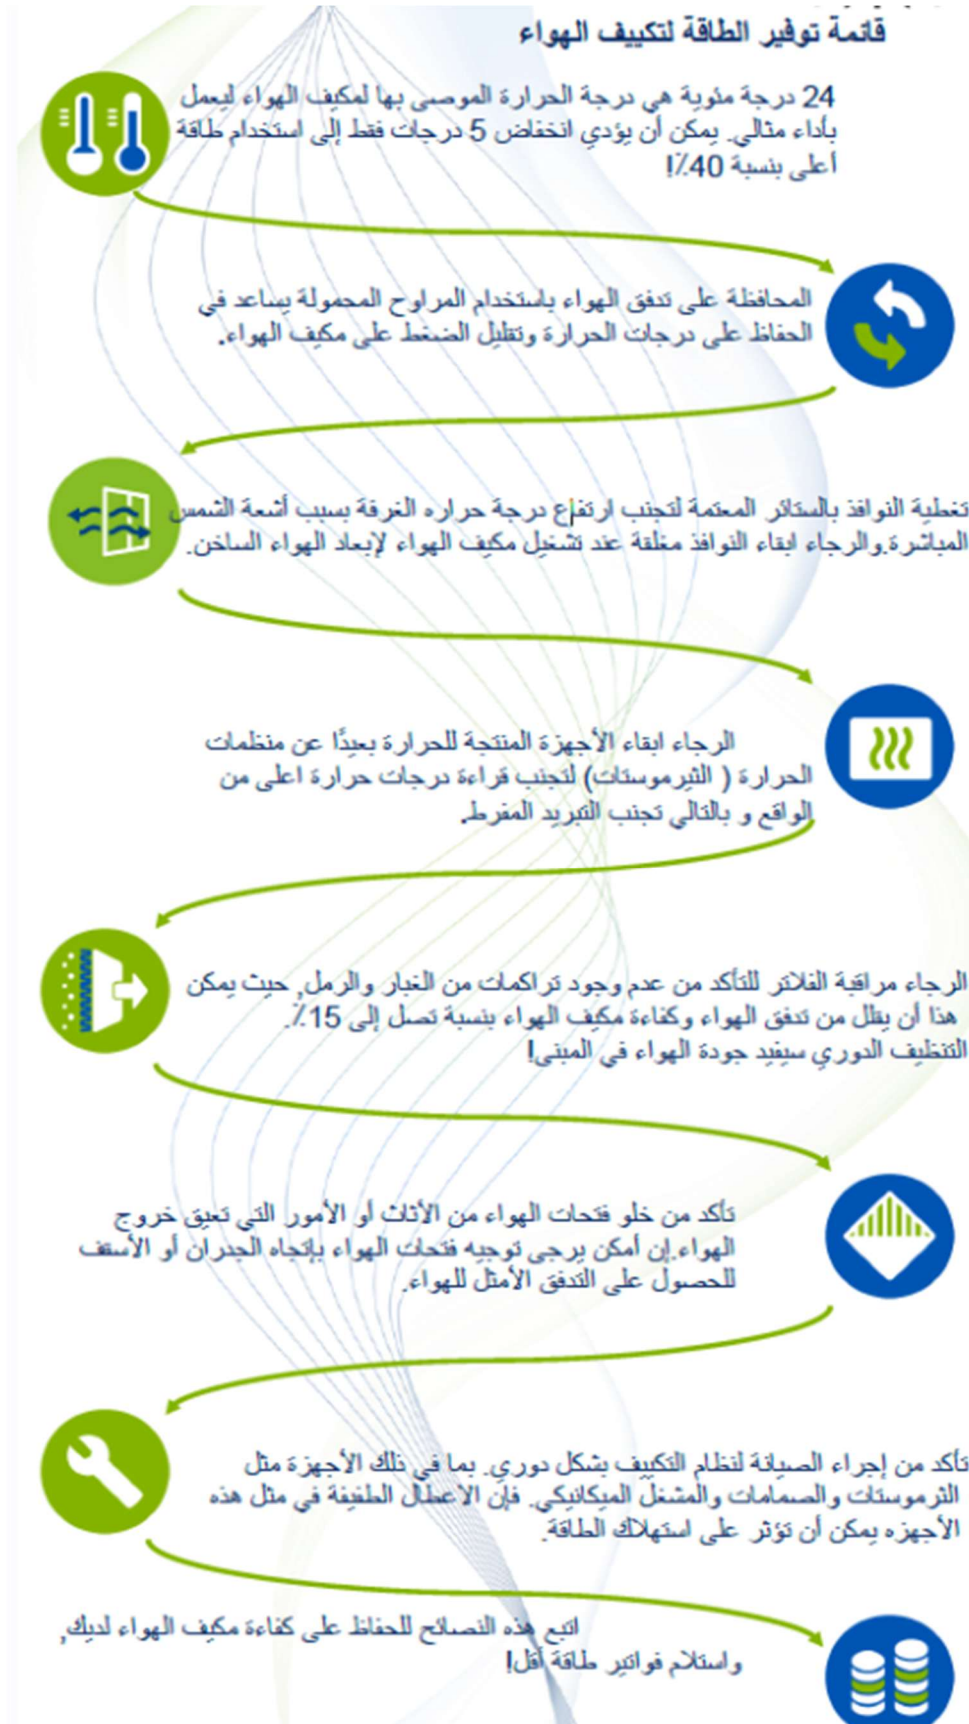 قائمة توفير الطاقة لتكييف الهواء
24 درجة مئوية هي درجة الحرارة الموصى بها لمكيف الهواء ليعمل
بأداء مثالي. يمكن أن يؤدي انخفاض 5 درجات فقط إلى استخدام طاقة
أعلى بنسبة 40٪!
المحافظة على تدفق الهواء باستخدام المراوح المحمولة يساعد في
الحفاظ على درجات الحرارة وتقليل الضغط على مكيف الهواء.
تغطية النوافذ بالستائر المعتمة لتجنب ارتفاع درجة حراره الغرفة بسبب أشعة الشمس
المباشرة.والرجاء ابقاء النوافذ مغلقة عند تشغيل مكيف الهواء لإبعاد الهواء الساخن.
الرجاء ابقاء الأجهزة المنتجة للحرارة بعيدًا عن منظمات
الحرارة ( الثيرموستات) لتجنب قراءة درجات حرارة اعلى من
الواقع و بالتالي تجنب التبريد المفرط.
الرجاء مراقبة الفلاتر للتأكد من عدم وجود تراكمات من الغبار والرمل, حيث يمكن
هذا أن يقلل من تدفق الهواء وكفاءة مكيف الهواء بنسبة تصل إلى 15٪.
التنظيف الدوري سيفيد جودة الهواء في المبنى!
تأكد من خلو فتحات الهواء من الأثاث أو الأمور التي تعيق خروج
الهواء.إن أمكن يرجى توجيه فتحات الهواء بإتجاه الجدران أو الأسقف
للحصول على التدفق الأمثل للهواء.
تأكد من إجراء الصيانة لنظام التكييف بشكل دوري. بما في ذلك الأجهزة مثل
الثرموستات والصمامات والمشغل الميكانيكي. فإن الاعطال الطفيفة في مثل هذه
الأجهزه يمكن أن تؤثر على استهلاك الطاقة.
اتبع هذه النصائح للحفاظ على كفاءة مكيف الهواء لديك,
واستلام فواتير طاقة أقل!